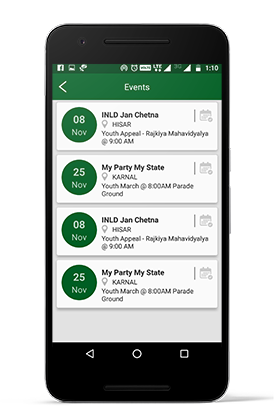 3G 1:10
Events
08 Nov
INLD Jan Chetna
HISAR
Youth Appeal - Rajkiya Mahavidyalya
@ 9:00 AM
25 Nov
My Party My State
KARNAL
Youth March @ 8:00AM Parade
Ground
08 Nov
INLD Jan Chetna
HISAR
Youth Appeal - Rajkiya Mahavidyalya
@ 9:00 AM
25 Nov
My Party My State
KARNAL
Youth March @ 8:00AM Parade
Ground